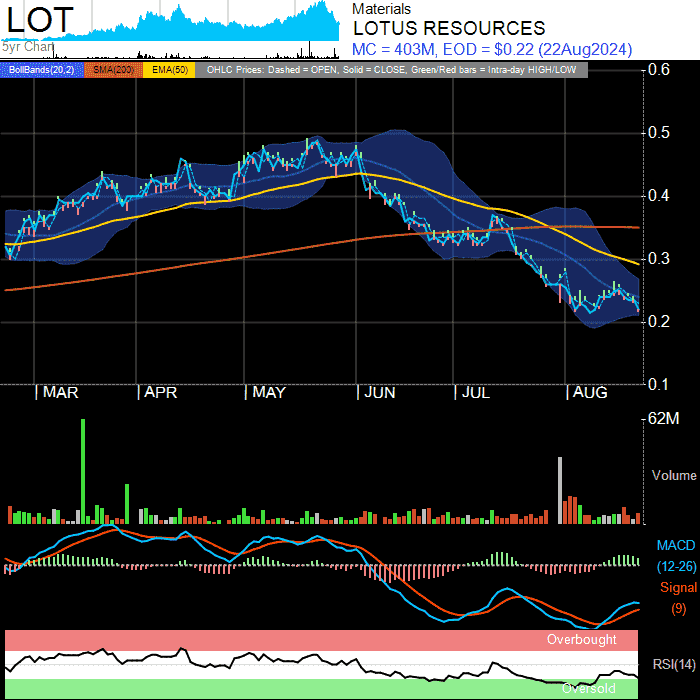 LOT
5yr Chart
Materials
LOTUS RESOURCES
MC = 403M, EOD = $0.22 (22Aug2024)
BollBands(20,2) SMA(200) EMA(50) OHLC Prices: Dashed = OPEN, Solid = CLOSE, Green/Red bars = Intra-day HIGH/LOW
0.6
0.5
0.4
0.3
0.2
0.1
| MAR | APR | MAY | JUN | JUL | AUG
62M
Volume
MACD
(12-26)
Signal
(9)
Overbought
RSI(14)
Oversold